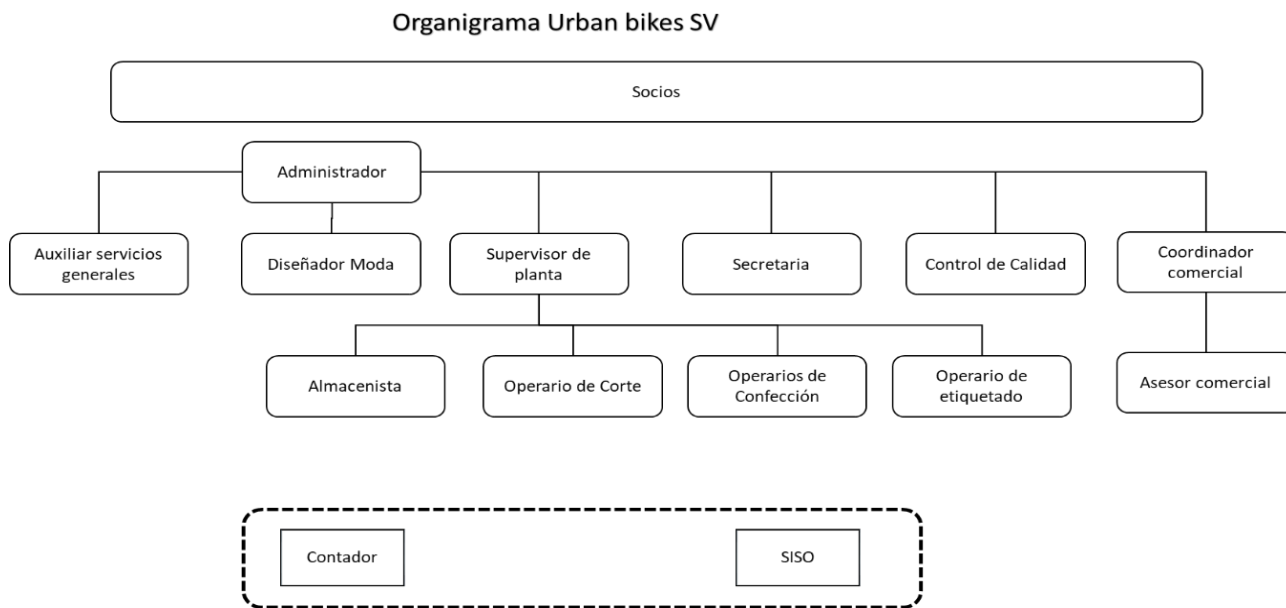 Organigrama Urban bikes SV
Socios
Administrador
Auxiliar servicios
generales
Diseñador Moda
Supervisor de
planta
Secretaria
Control de Calidad
Coordinador
comercial
Almacenista
Operario de Corte
Operarios de
Confección
Operario de
etiquetado
Asesor comercial
Contador
SISO